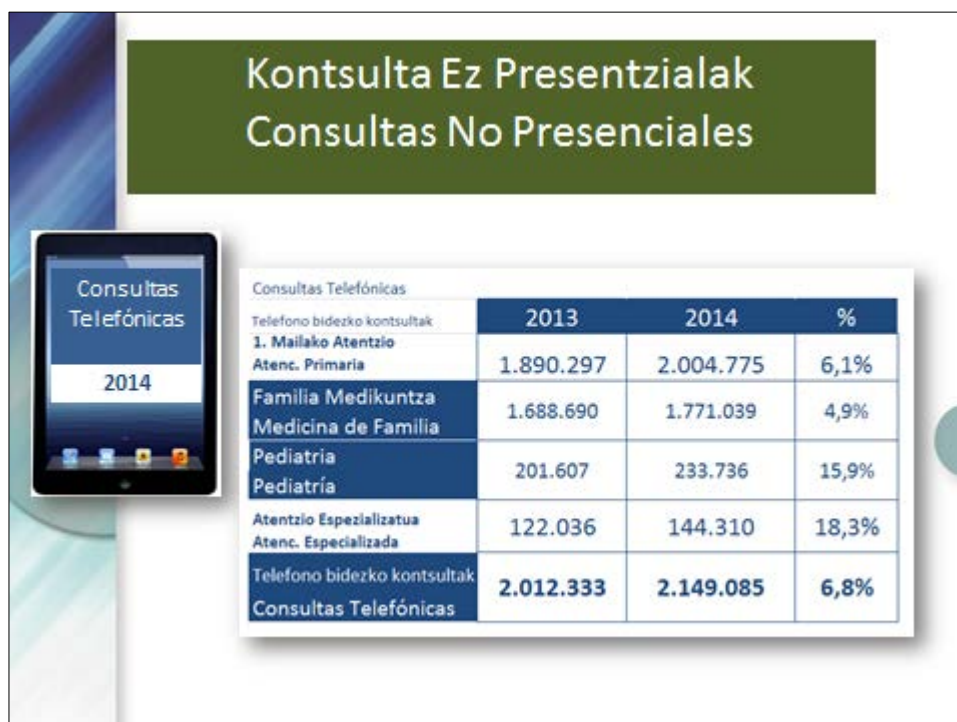 Kontsulta Ez Presentzialak
Consultas No Presenciales
Consultas
Telefónicas
2014
Consultas Telefónicas
Telefono bidezko kontsultak 2013 2014 %
1. Mailako Atentzio
Atenc. Primaria 1.890.297 2.004.775 6,1%
Familia Medikuntza
Medicina de Familia 1.688.690 1.771.039 4,9%
Pediatria
Pediatría 201.607 233.736 15,9%
Atentzio Espezializatua
Atenc. Especializada 122.036 144.310 18,3%
Telefono bidezko kontsultak
Consultas Telefónicas 2.012.333 2.149.085 6,8%